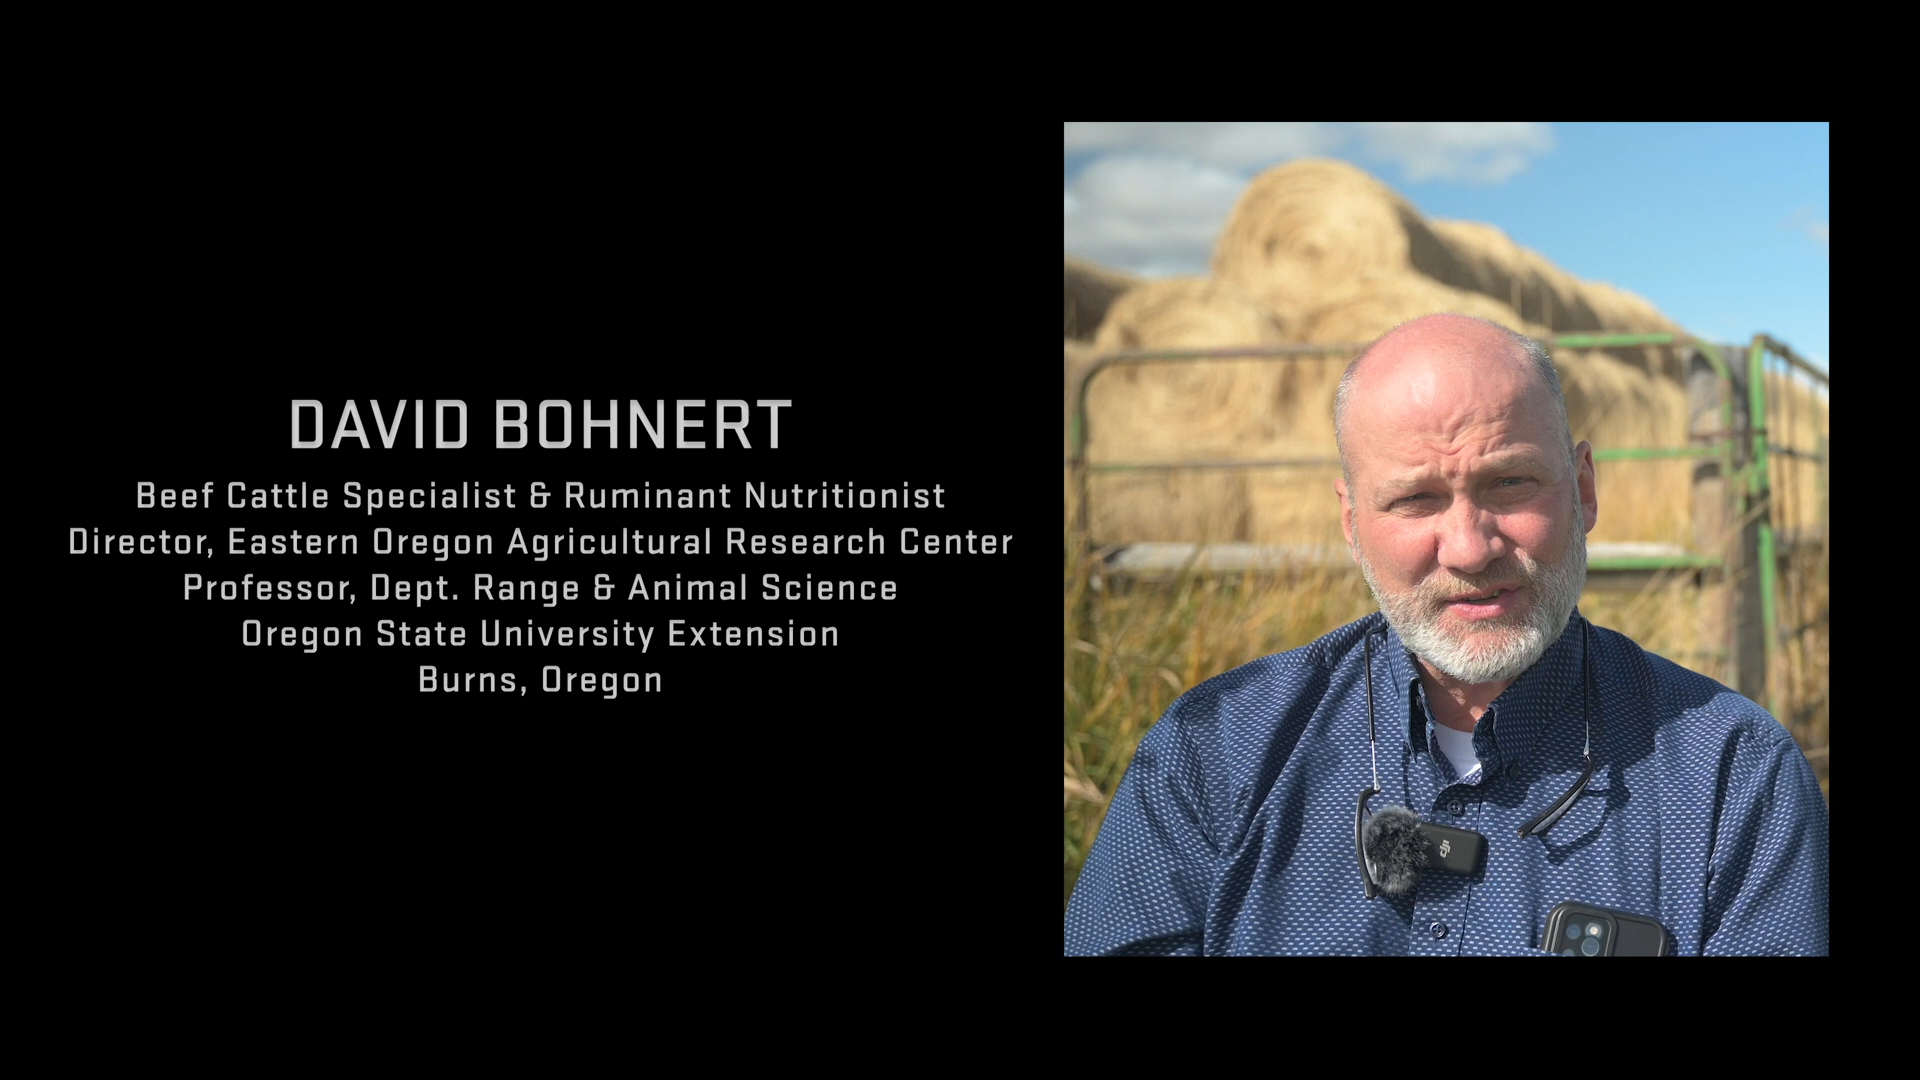 DAVID BOHNERT
Beef Cattle Specialist & Ruminant Nutritionist
Director, Eastern Oregon Agricultural Research Center
Professor, Dept. Range & Animal Science
Oregon State University Extension
Burns, Oregon
dji